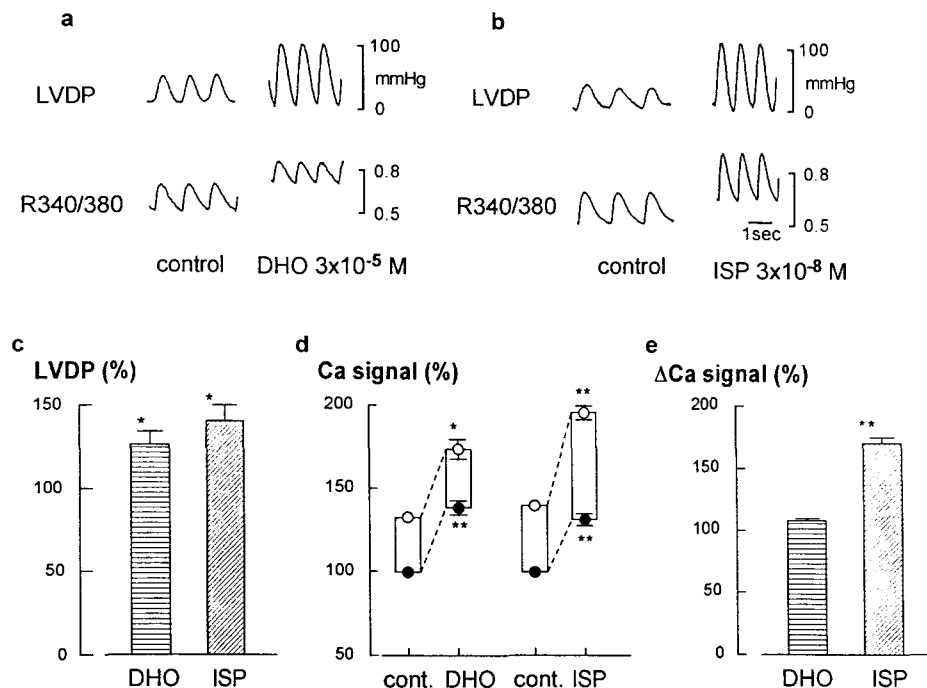 a
LVDP
100
mmHg
0
R340/380
0.8
0.5
control
DHO 3x10⁻⁵ M
b
LVDP
100
mmHg
0
R340/380
0.8
0.5
1sec
control
ISP 3x10⁻⁸ M
c
LVDP (%)
150
100
50
0
*
*
DHO
ISP
d
Ca signal (%)
200
150
100
50
*
**
**
**
cont.
DHO
cont.
ISP
e
ΔCa signal (%)
200
150
100
50
0
**
DHO
ISP